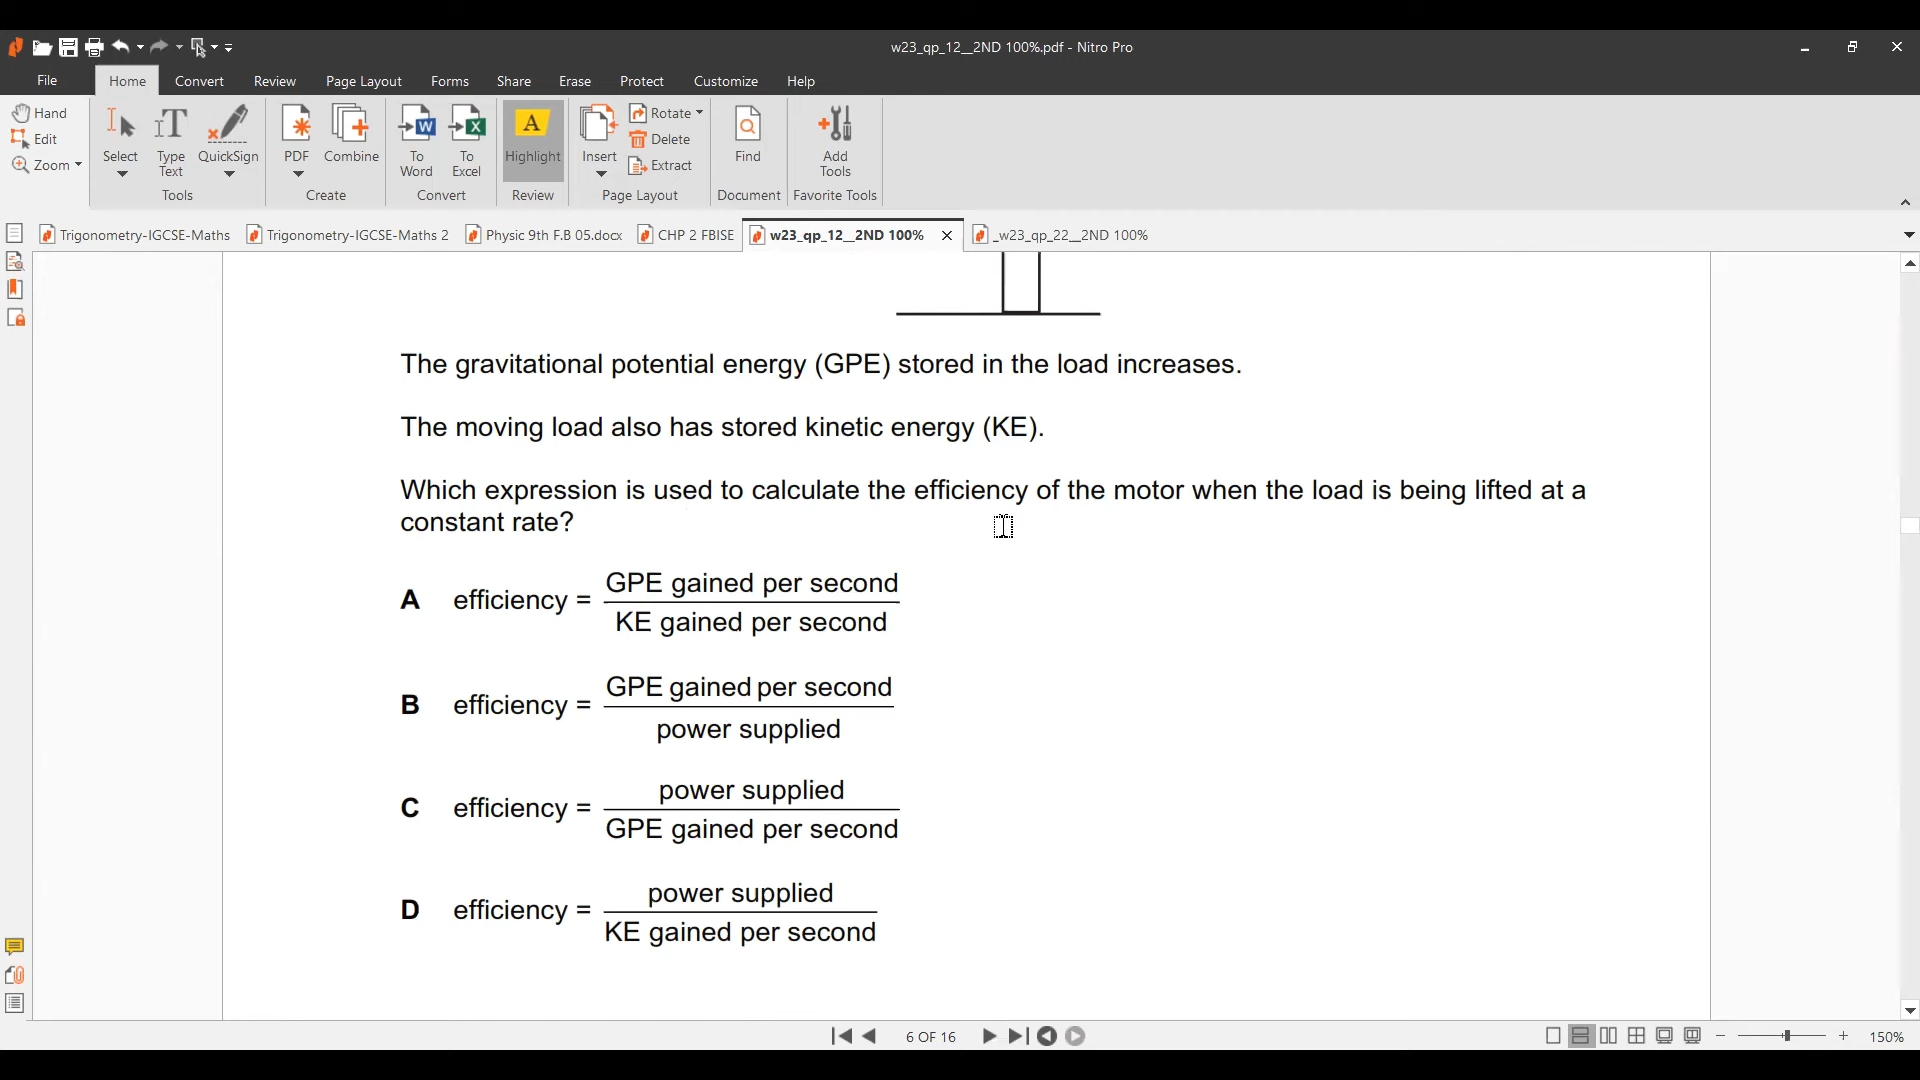 w23_qp_12__2ND 100%.pdf - Nitro Pro
File Home Convert Review Page Layout Forms Share Erase Protect Customize Help
Hand
Edit
Zoom
Select
Type Text
QuickSign
Tools
PDF
Combine
Create
To Word
To Excel
Convert
Highlight
Review
Insert
Rotate
Delete
Extract
Page Layout
Find
Document
Add Tools
Favorite Tools
Trigonometry-IGCSE-Maths Trigonometry-IGCSE-Maths 2 Physic 9th F.B 05.docx CHP 2 FBISE w23_qp_12__2ND 100% _w23_qp_22__2ND 100%
The gravitational potential energy (GPE) stored in the load increases.
The moving load also has stored kinetic energy (KE).
Which expression is used to calculate the efficiency of the motor when the load is being lifted at a
constant rate?
A efficiency = GPE gained per second
KE gained per second
B efficiency = GPE gained per second
power supplied
C efficiency = power supplied
GPE gained per second
D efficiency = power supplied
KE gained per second
6 OF 16
150%